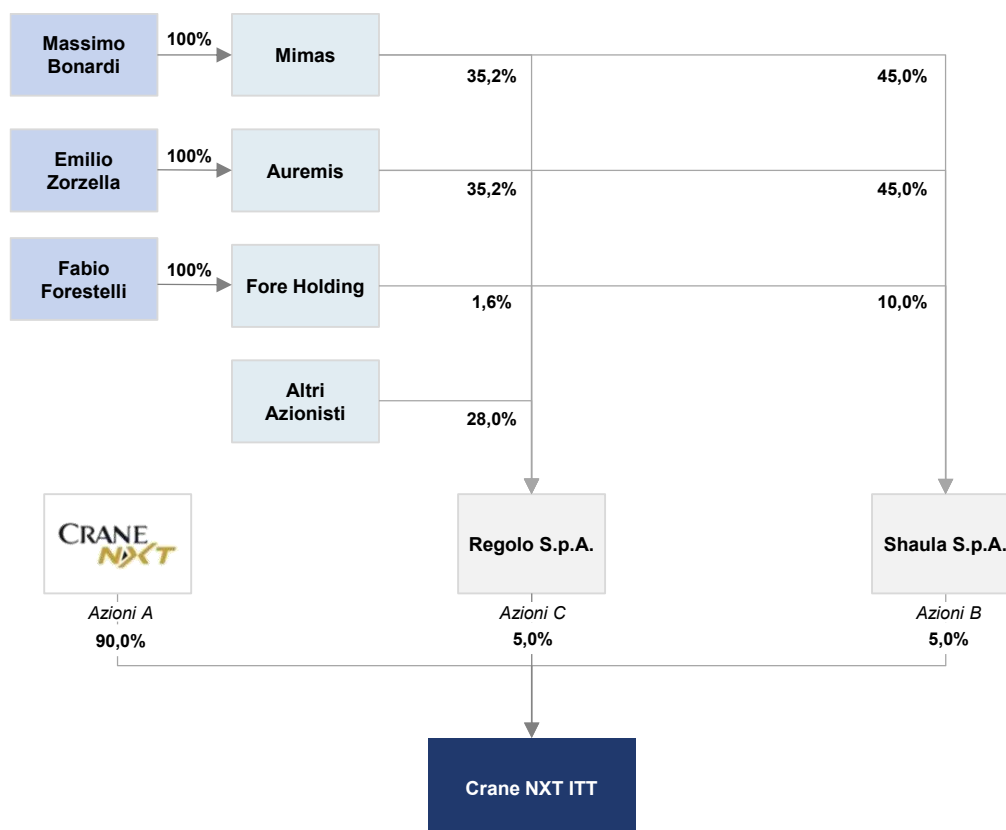 Massimo
Bonardi
100%
Mimas
35,2%
45,0%
Emilio
Zorzella
100%
Auremis
35,2%
45,0%
Fabio
Forestelli
100%
Fore Holding
1,6%
10,0%
Altri
Azionisti
28,0%
CRANE
NXT
Regolo S.p.A.
Shaula S.p.A.
Azioni A
90,0%
Azioni C
5,0%
Azioni B
5,0%
Crane NXT ITT